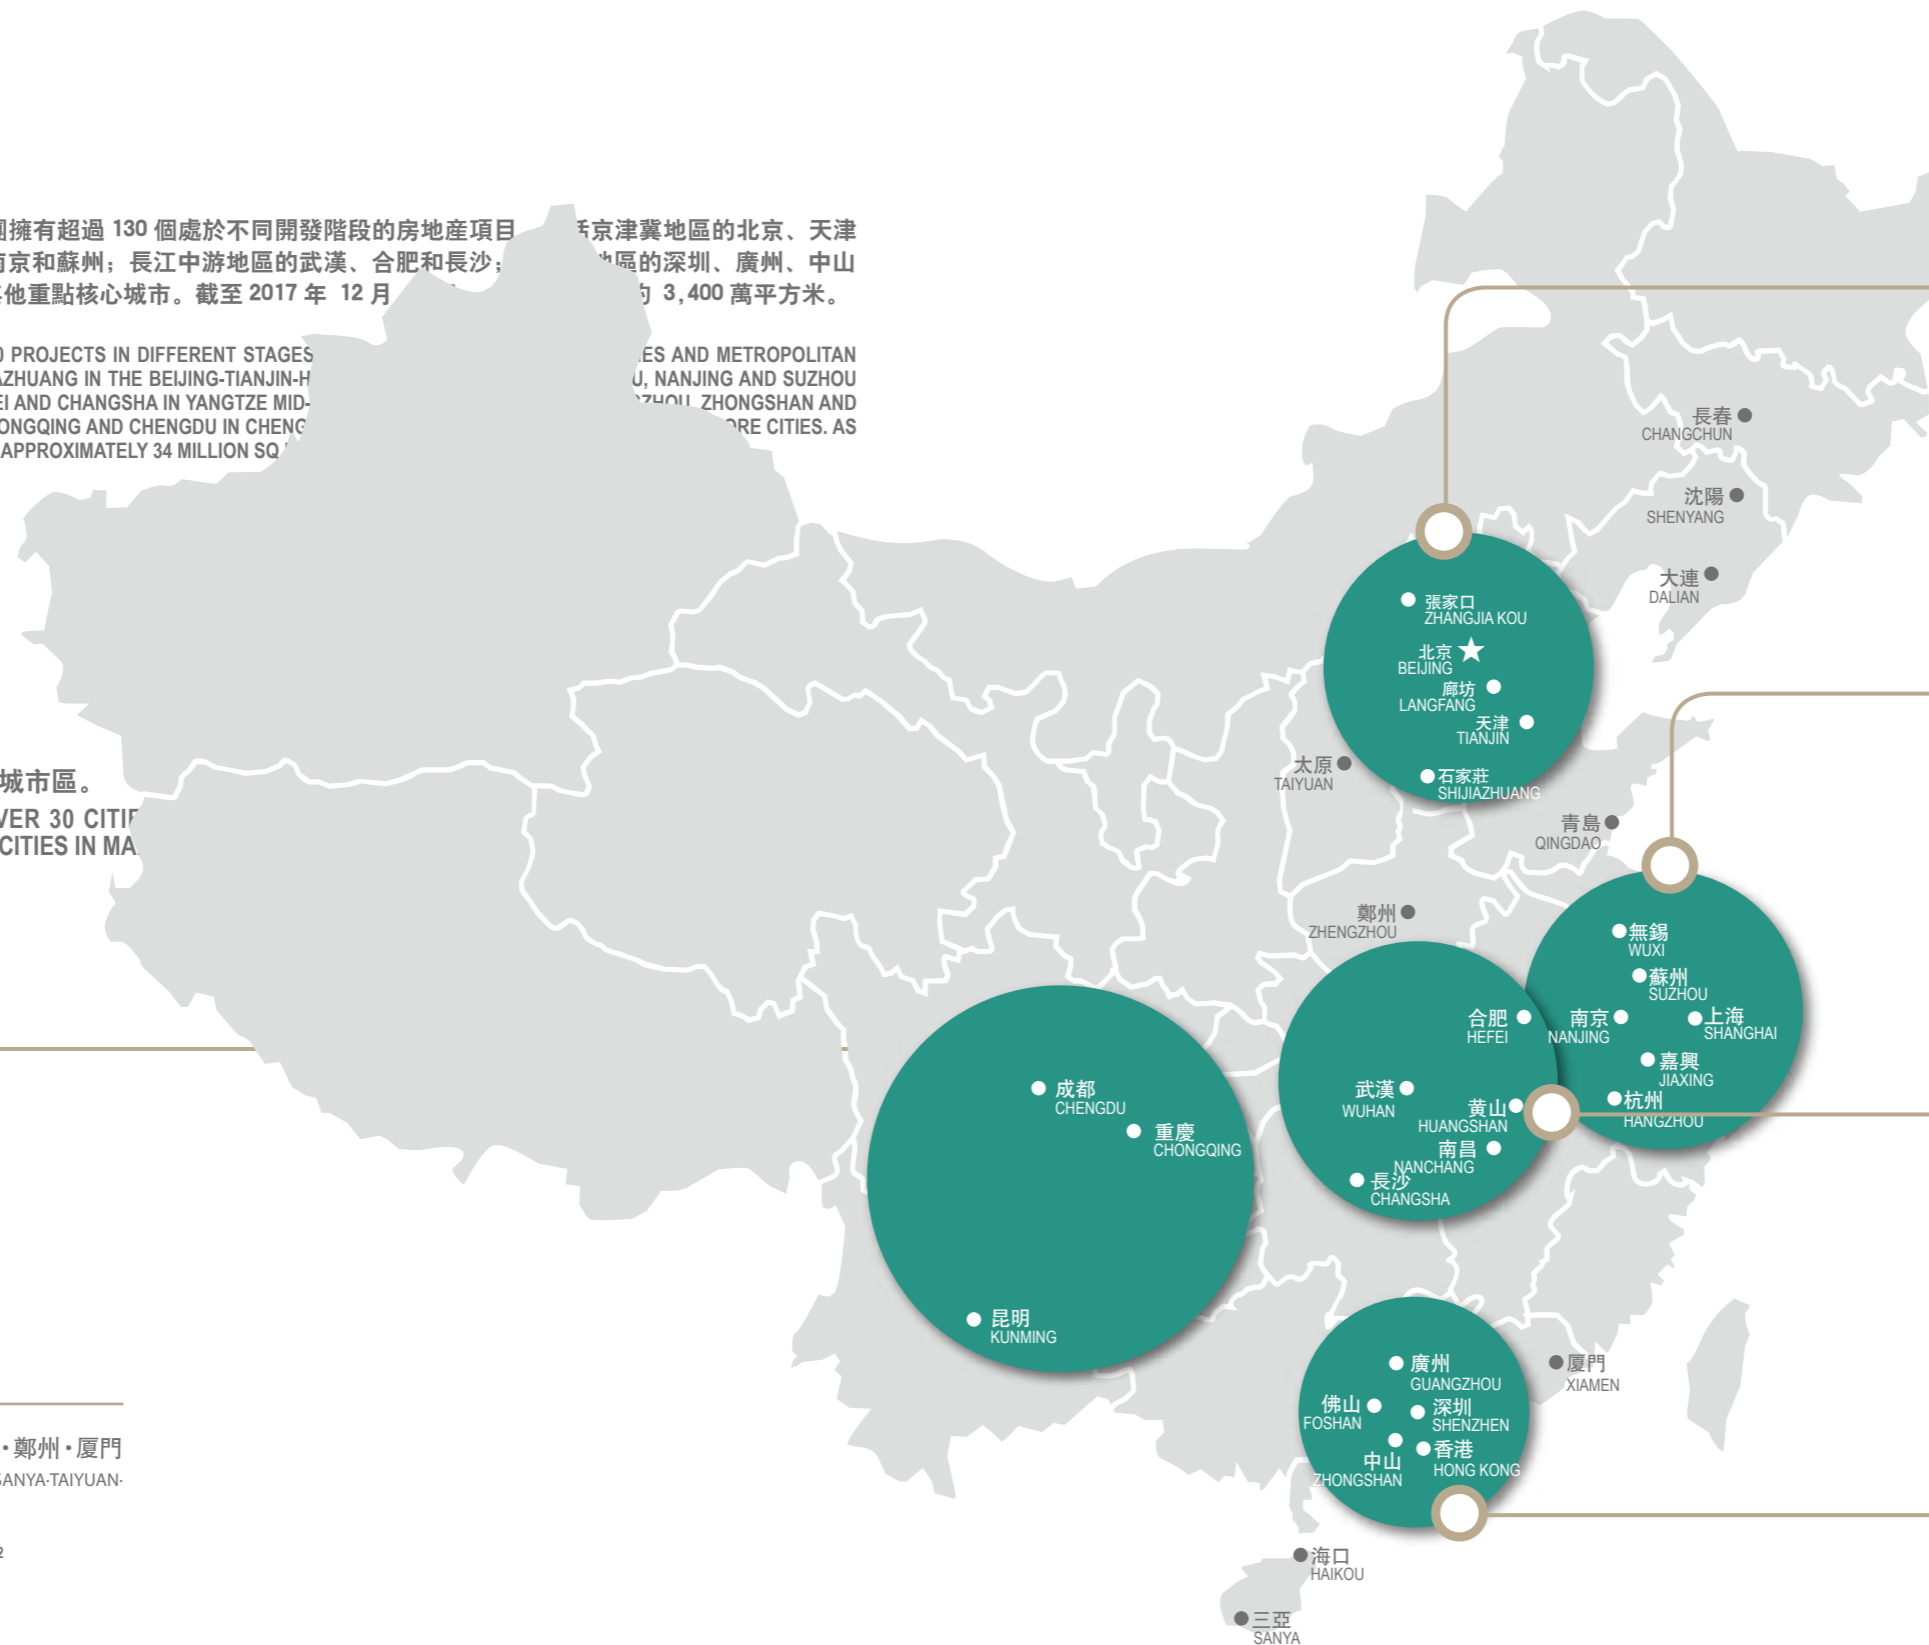 擁有超過 130 個處於不同開發階段的房地産項目
京津冀地區的北京、天津
南京和蘇州；長江中游地區的武漢、合肥和長沙；
地區的深圳、廣州、中山
他重點核心城市。截至 2017 年 12 月
約 3,400 萬平方米。
0 PROJECTS IN DIFFERENT STAGES
ES AND METROPOLITAN
AZHUANG IN THE BEIJING-TIANJIN-H
U, NANJING AND SUZHOU
EI AND CHANGSHA IN YANGTZE MID-
GZHOU, ZHONGSHAN AND
ONGQING AND CHENGDU IN CHENG
ORE CITIES. AS
APPROXIMATELY 34 MILLION SQ
長春
CHANGCHUN
沈陽
SHENYANG
大連
DALIAN
張家口
ZHANGJIA KOU
北京
BEIJING
廊坊
LANGFANG
天津
TIANJIN
石家莊
SHIJIAZHUANG
太原
TAIYUAN
城市區。
VER 30 CITIE
CITIES IN MA
青島
QINGDAO
鄭州
ZHENGZHOU
無錫
WUXI
蘇州
SUZHOU
合肥
HEFEI
南京
NANJING
上海
SHANGHAI
嘉興
JIAXING
杭州
HANGZHOU
武漢
WUHAN
黄山
HUANGSHAN
南昌
NANCHANG
長沙
CHANGSHA
成都
CHENGDU
重慶
CHONGQING
昆明
KUNMING
廣州
GUANGZHOU
佛山
FOSHAN
深圳
SHENZHEN
中山
ZHONGSHAN
香港
HONG KONG
厦門
XIAMEN
·鄭州·厦門
SANYA·TAIYUAN·
2
海口
HAIKOU
三亞
SANYA